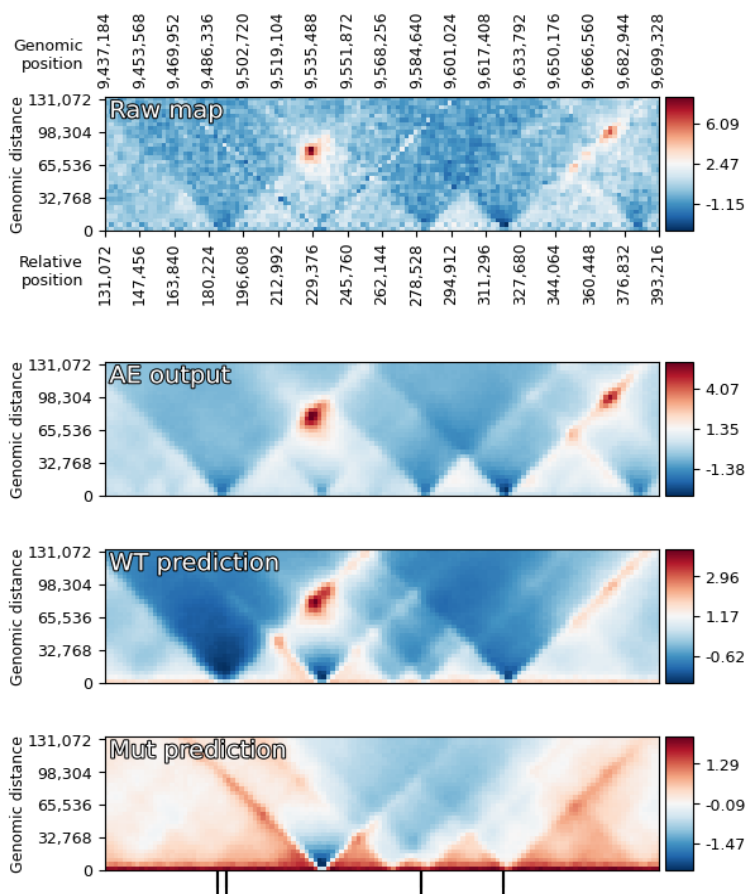 Genomic position
9,437,184 9,453,568 9,469,952 9,486,336 9,502,720 9,519,104 9,535,488 9,551,872 9,568,256 9,584,640 9,601,024 9,617,408 9,633,792 9,650,176 9,666,560 9,682,944 9,699,328
Genomic distance
131,072
98,304
65,536
32,768
0
Raw map
6.09
2.47
-1.15
Relative position
131,072 147,456 163,840 180,224 196,608 212,992 229,376 245,760 262,144 278,528 294,912 311,296 327,680 344,064 360,448 376,832 393,216
Genomic distance
131,072
98,304
65,536
32,768
0
AE output
4.07
1.35
-1.38
Genomic distance
131,072
98,304
65,536
32,768
0
WT prediction
2.96
1.17
-0.62
Genomic distance
131,072
98,304
65,536
32,768
0
Mut prediction
1.29
-0.09
-1.47